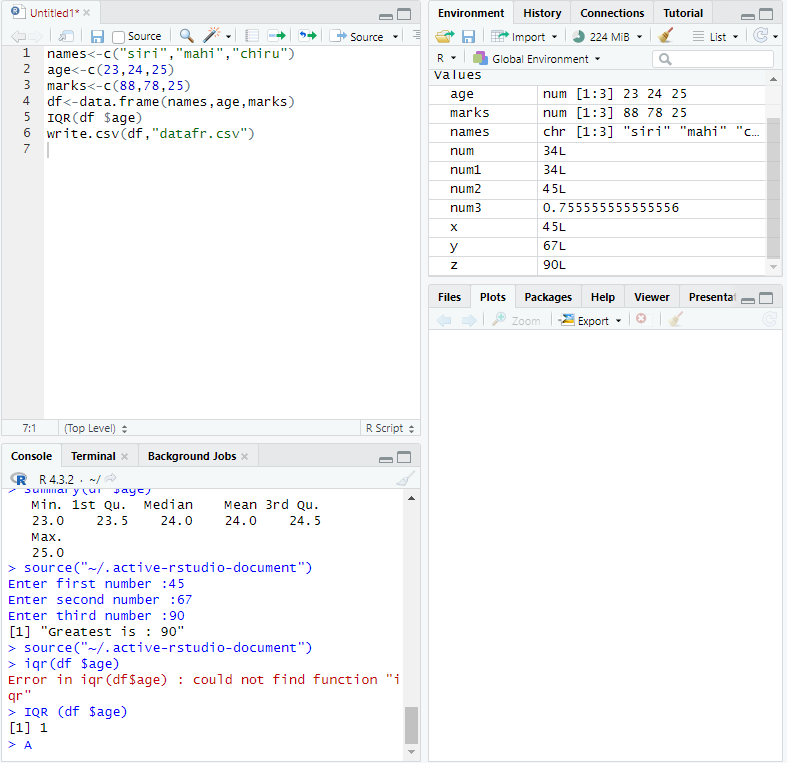 Untitled1*
Source
Source
1 names<-c("siri","mahi","chiru")
2 age<-c(23,24,25)
3 marks<-c(88,78,25)
4 df<-data.frame(names,age,marks)
5 IQR(df $age)
6 write.csv(df,"datafr.csv")
7
7:1 (Top Level) R Script
Console Terminal Background Jobs
R 4.3.2 · ~/
> summary(df $age)
Min. 1st Qu. Median Mean 3rd Qu.
23.0 23.5 24.0 24.0 24.5
Max.
25.0
> source("~/.active-rstudio-document")
Enter first number :45
Enter second number :67
Enter third number :90
[1] "Greatest is : 90"
> source("~/.active-rstudio-document")
> iqr(df $age)
Error in iqr(df$age) : could not find function "i
qr"
> IQR (df $age)
[1] 1
> A
Environment History Connections Tutorial
Import 224 MiB List
R Global Environment
Values
age num [1:3] 23 24 25
marks num [1:3] 88 78 25
names chr [1:3] "siri" "mahi" "c…
num 34L
num1 34L
num2 45L
num3 0.755555555555556
x 45L
y 67L
z 90L
Files Plots Packages Help Viewer Presentat
Zoom Export